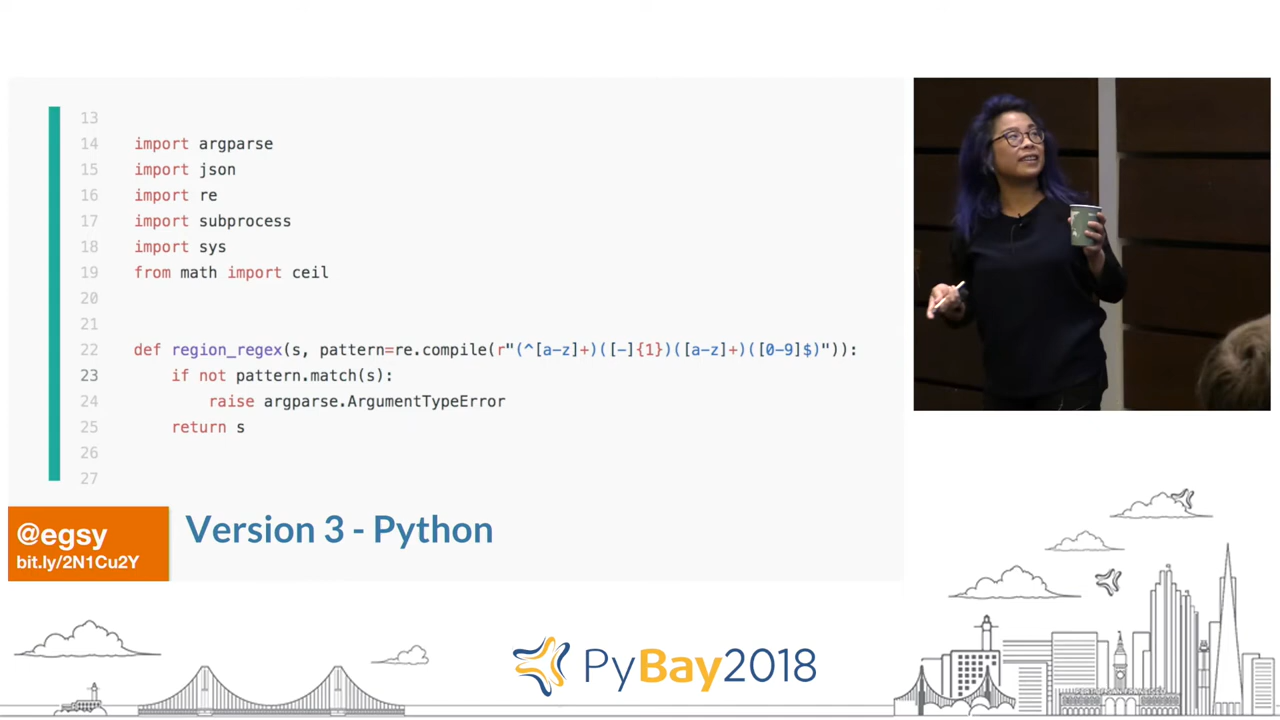 13
14 import argparse
15 import json
16 import re
17 import subprocess
18 import sys
19 from math import ceil
20
21
22 def region_regex(s, pattern=re.compile(r"(^[a-z]+)([-]{1})([a-z]+)([0-9]$)")):
23     if not pattern.match(s):
24         raise argparse.ArgumentTypeError
25     return s
26
27
@egsy
bit.ly/2N1Cu2Y
Version 3 - Python
PyBay2018